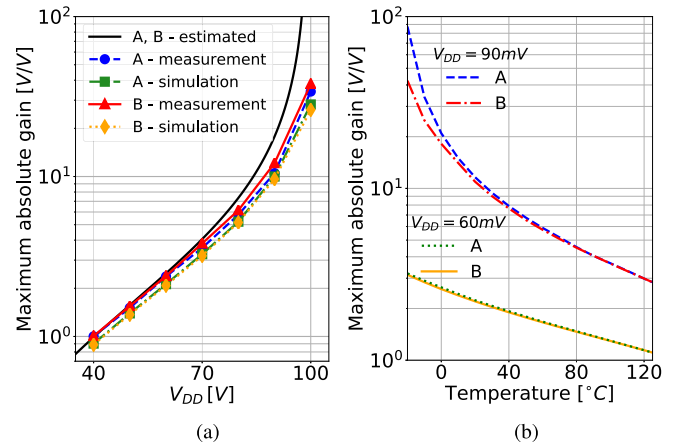 Maximum absolute gain [V/V]
10²
10¹
10⁰
A, B - estimated
A - measurement
A - simulation
B - measurement
B - simulation
40
70
100
V_DD [V]
(a)
Maximum absolute gain [V/V]
10²
10¹
10⁰
V_DD = 90mV
A
B
V_DD = 60mV
A
B
0
40
80
120
Temperature [°C]
(b)